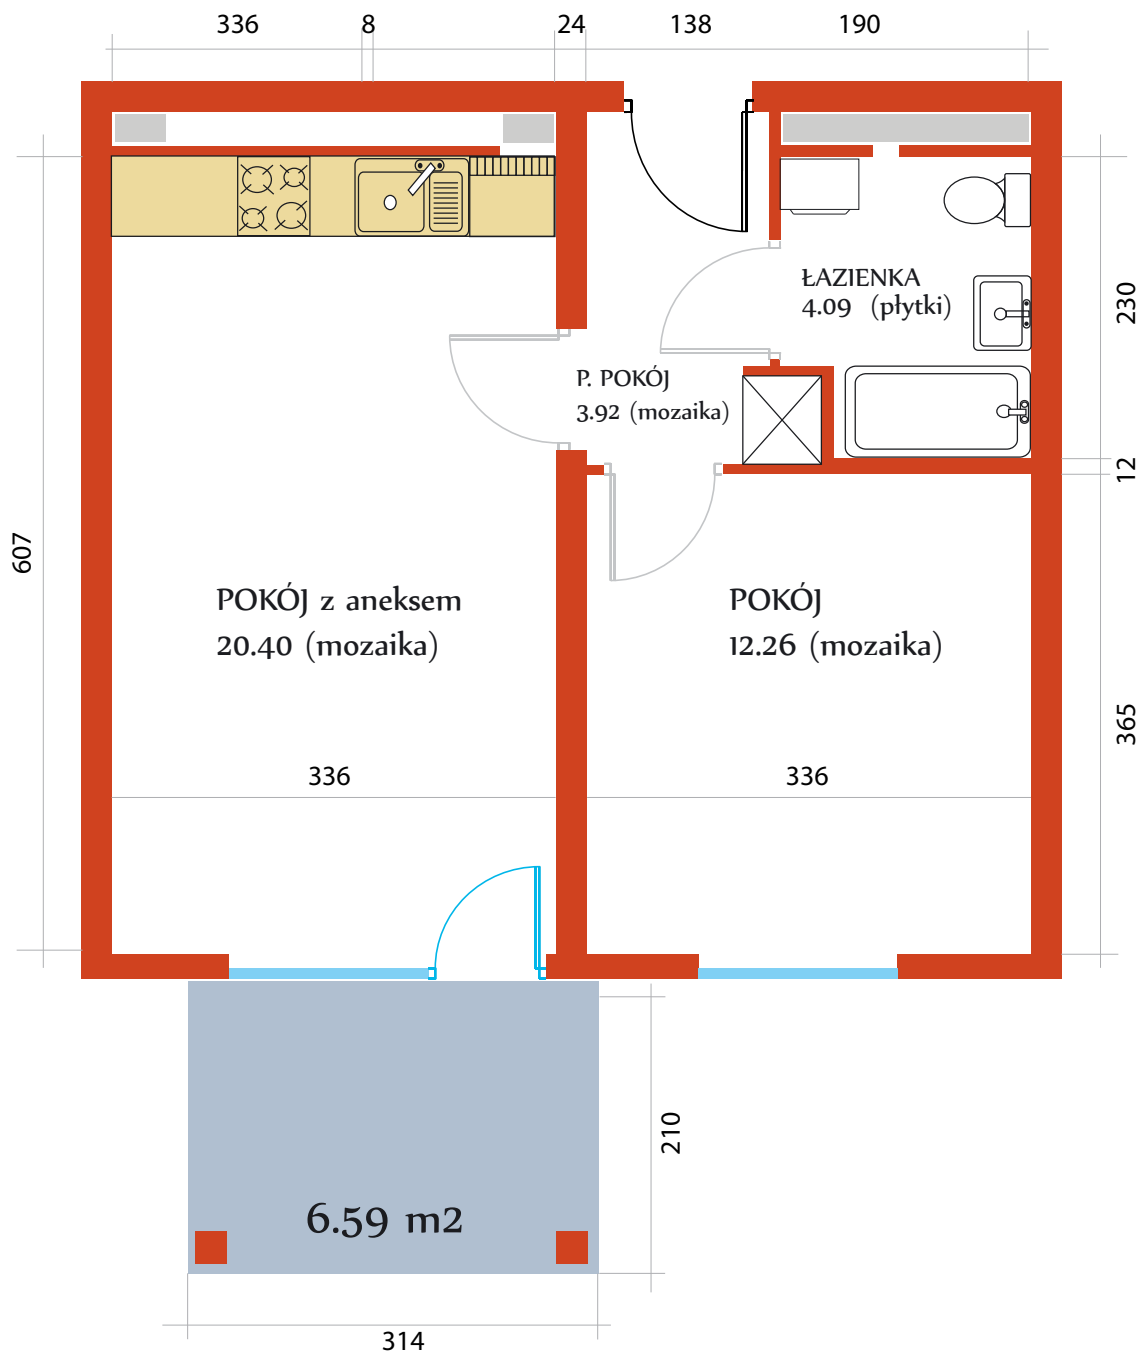 336
8
24
138
190
ŁAZIENKA
4.09 (płytki)
230
P. POKÓJ
3.92 (mozaika)
12
607
POKÓJ z aneksem
20.40 (mozaika)
POKÓJ
12.26 (mozaika)
365
336
336
210
6.59 m2
314